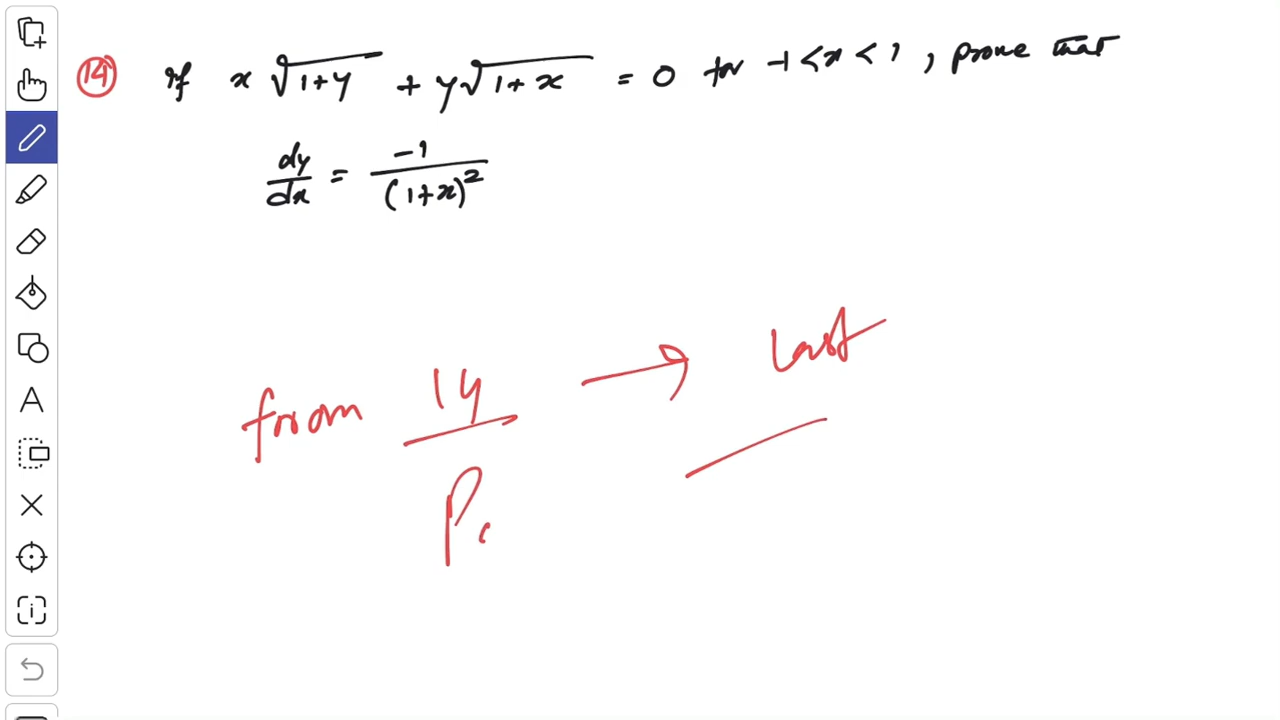 (14) If x √1+y + y√1+x = 0 for -1 < x < 1, prove that
dy/dx = -1/(1+x)²
from 14 → last